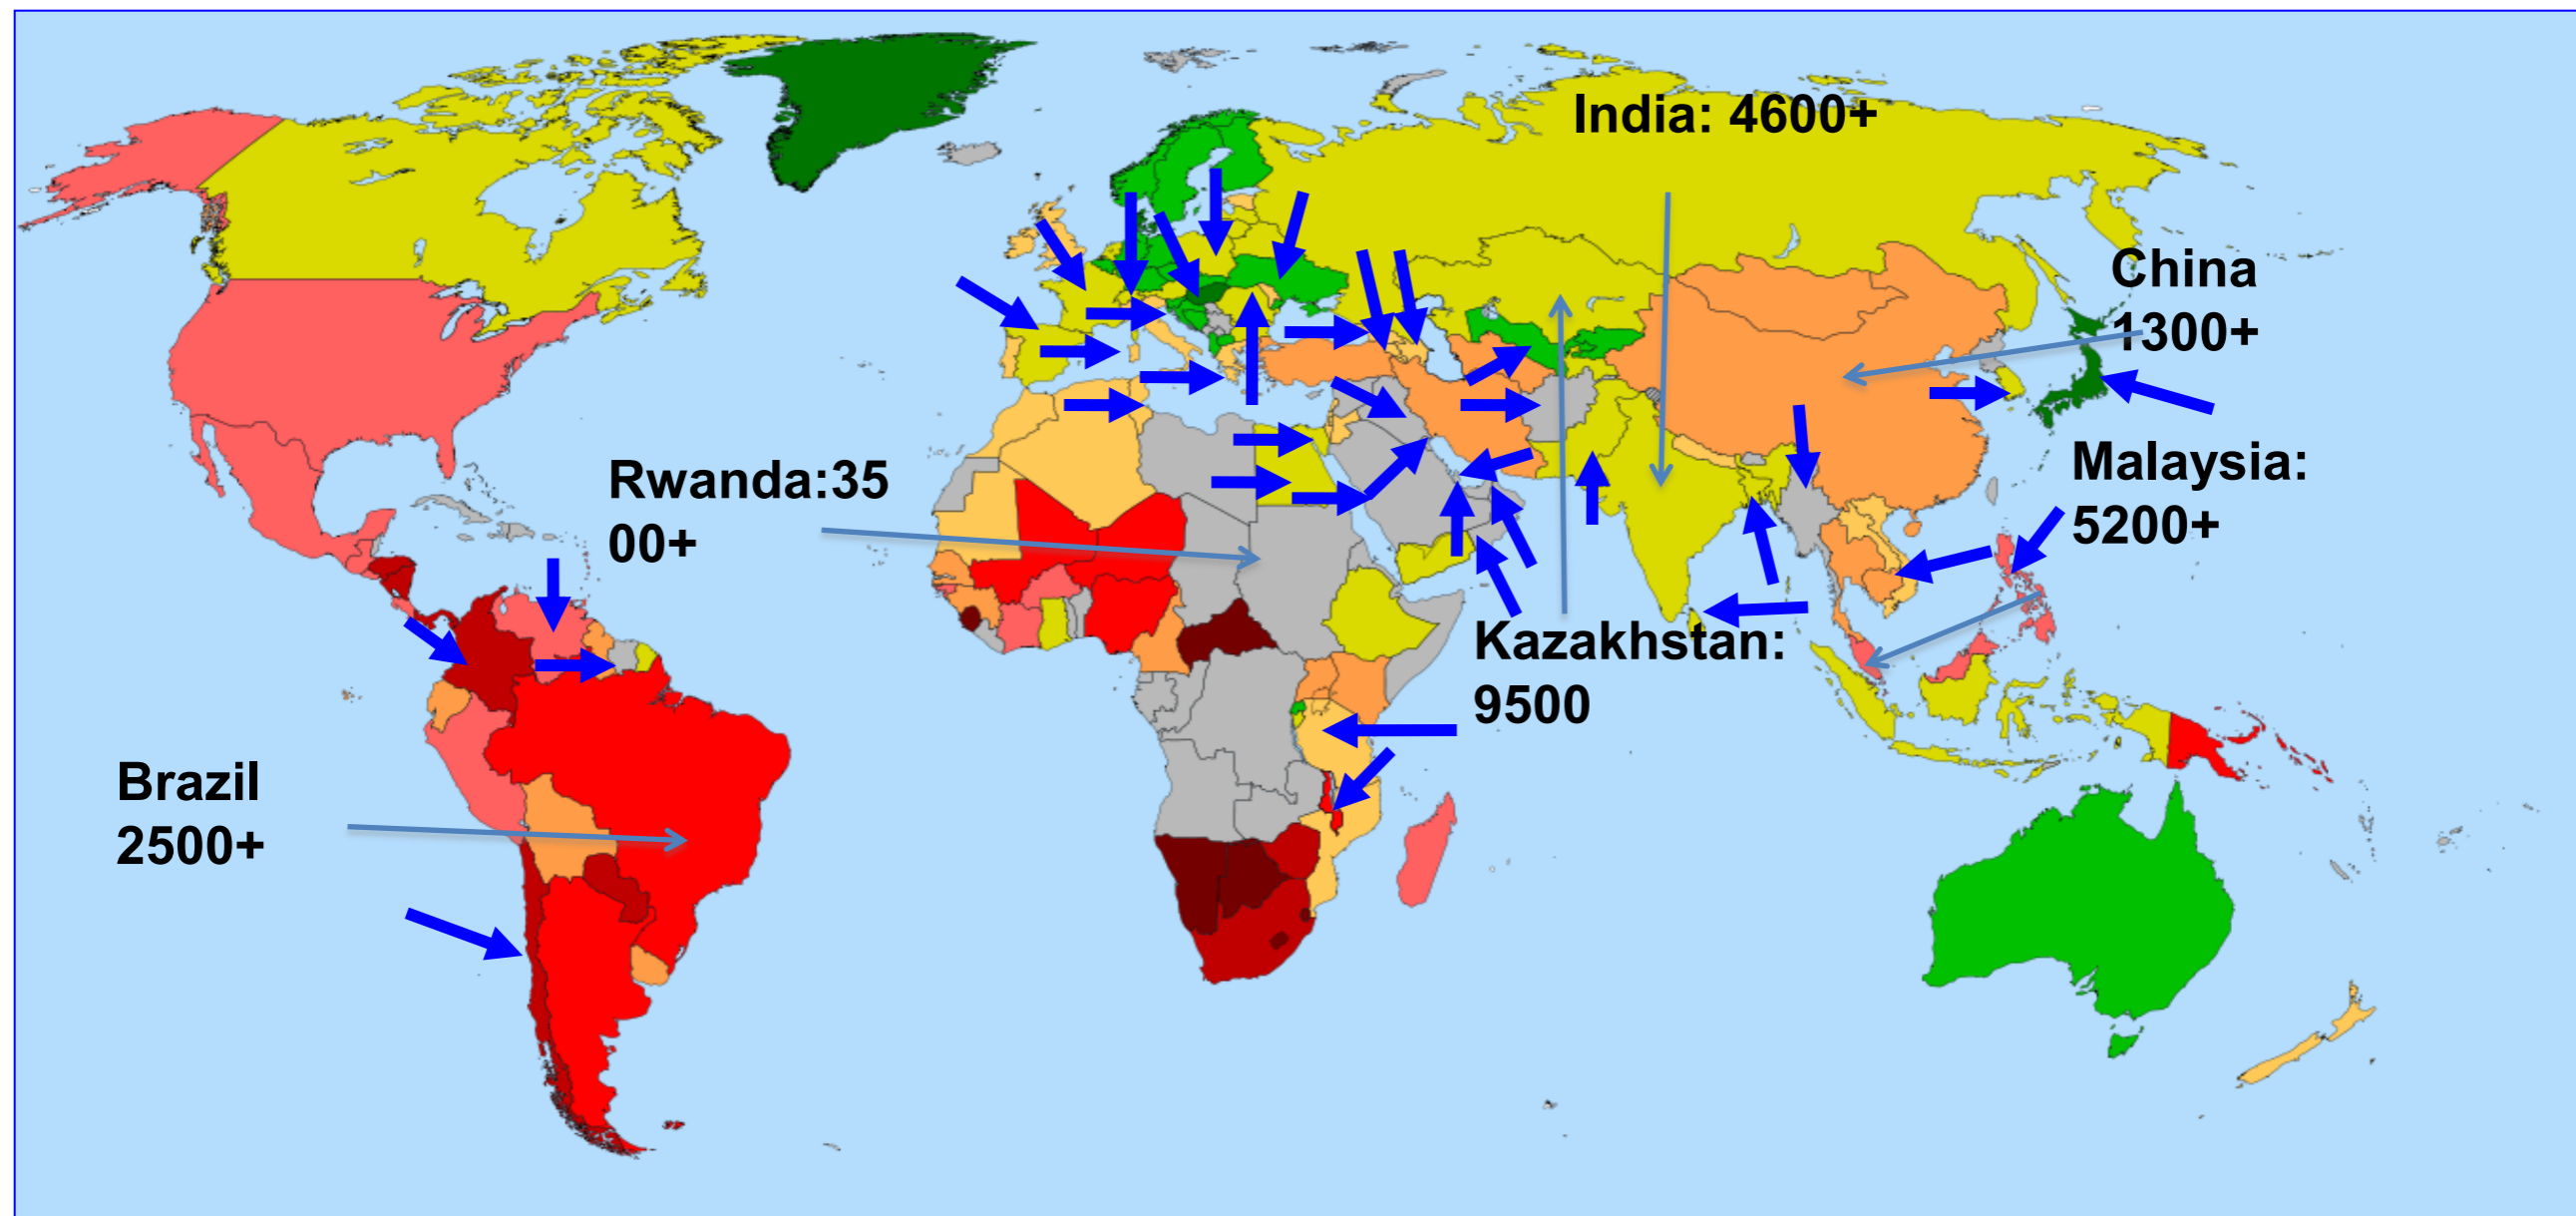 India: 4600+
China
1300+
Malaysia:
5200+
Rwanda:35
00+
Kazakhstan:
9500
Brazil
2500+